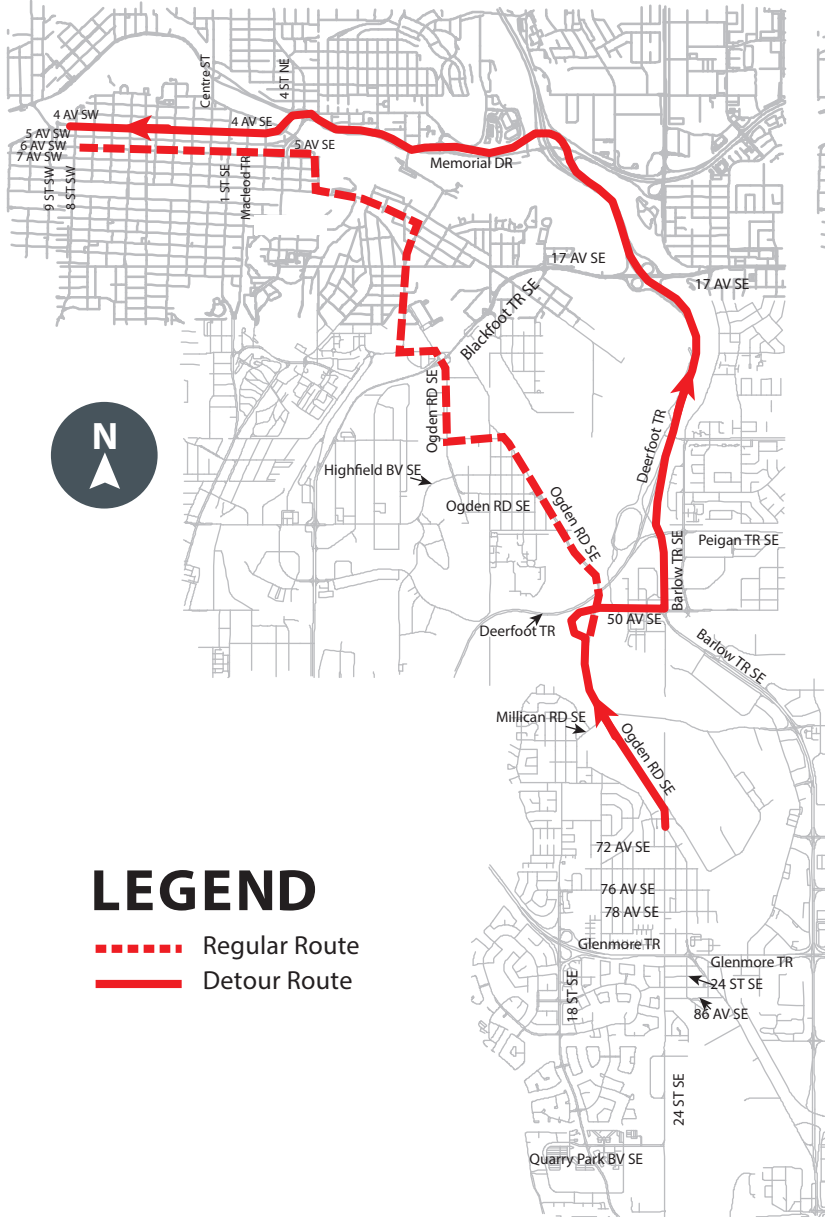 Centre ST
4 ST NE
4 AV SW
4 AV SE
5 AV SW
5 AV SE
6 AV SW
7 AV SW
Memorial DR
9 ST SW
8 ST SW
1 ST SE
Macleod TR
17 AV SE
17 AV SE
Blackfoot TR SE
Ogden RD SE
Deerfoot TR
N
Highfield BV SE
Ogden RD SE
Ogden RD SE
Peigan TR SE
Barlow TR SE
50 AV SE
Deerfoot TR
Barlow TR SE
Millican RD SE
Ogden RD SE
72 AV SE
LEGEND
76 AV SE
78 AV SE
Regular Route
Glenmore TR
Glenmore TR
Detour Route
24 ST SE
18 ST SE
86 AV SE
24 ST SE
Quarry Park BV SE